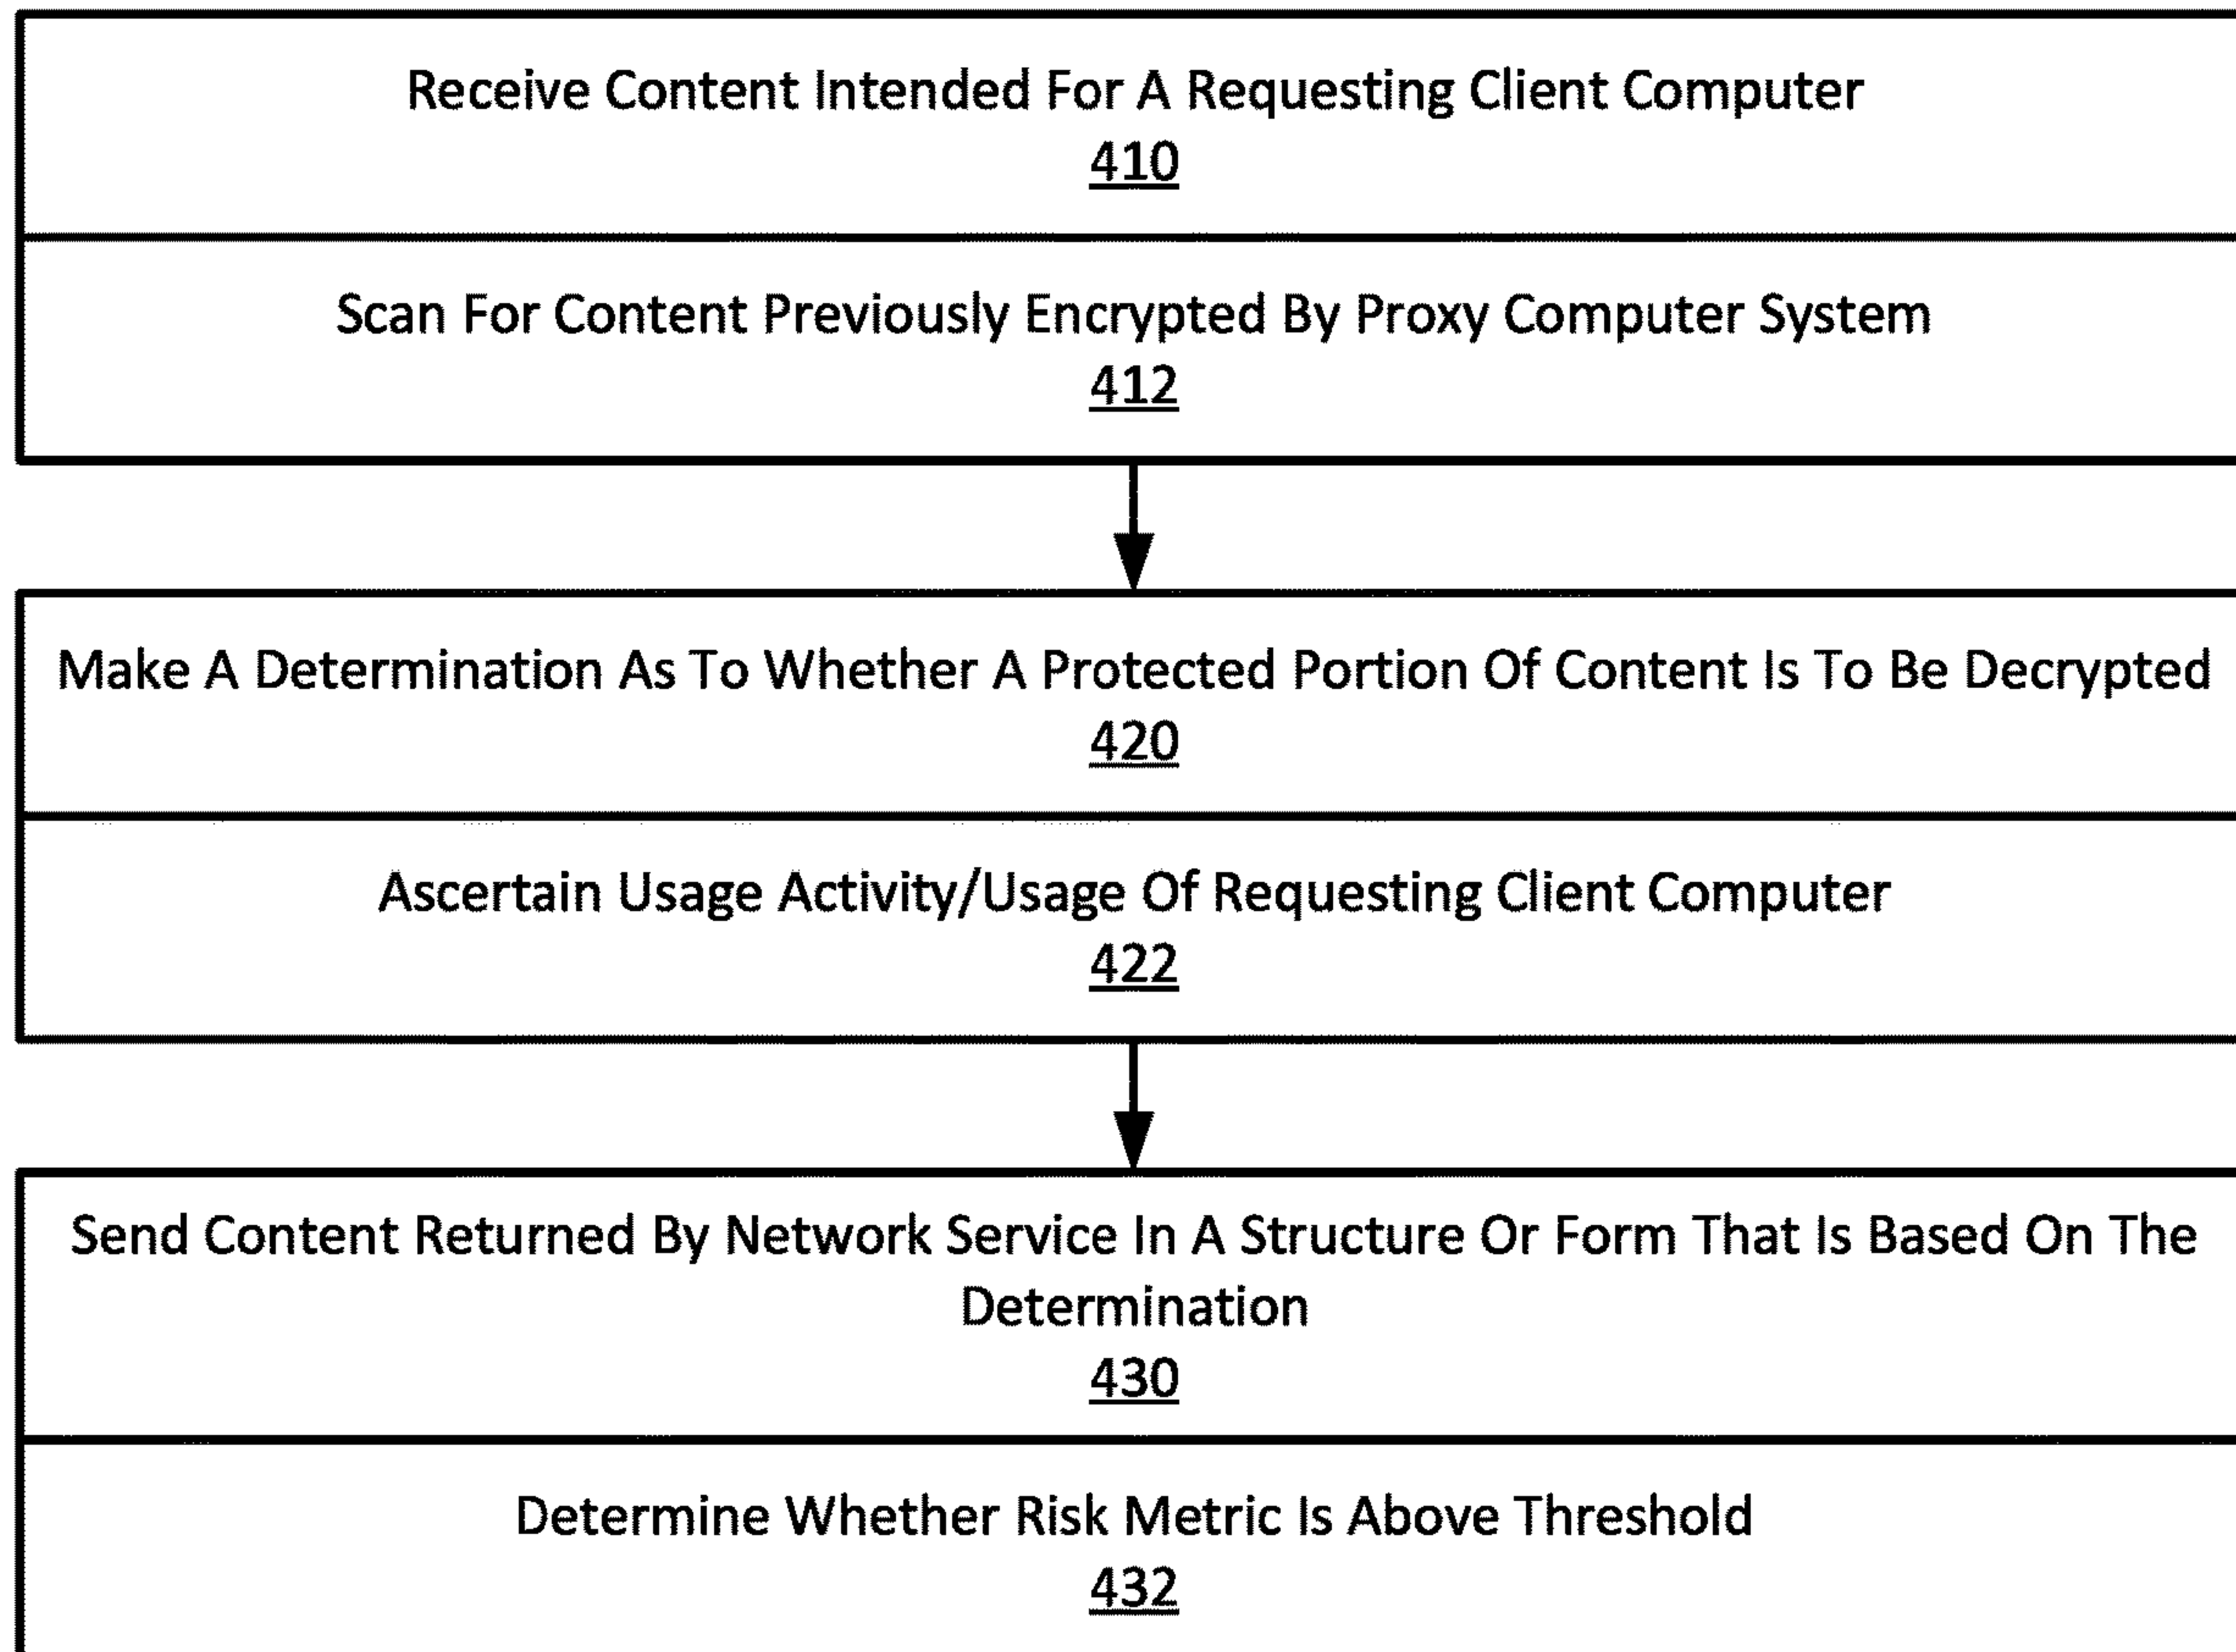 Receive Content Intended For A Requesting Client Computer
410
Scan For Content Previously Encrypted By Proxy Computer System
412
Make A Determination As To Whether A Protected Portion Of Content Is To Be Decrypted
420
Ascertain Usage Activity/Usage Of Requesting Client Computer
422
Send Content Returned By Network Service In A Structure Or Form That Is Based On The
Determination
430
Determine Whether Risk Metric Is Above Threshold
432